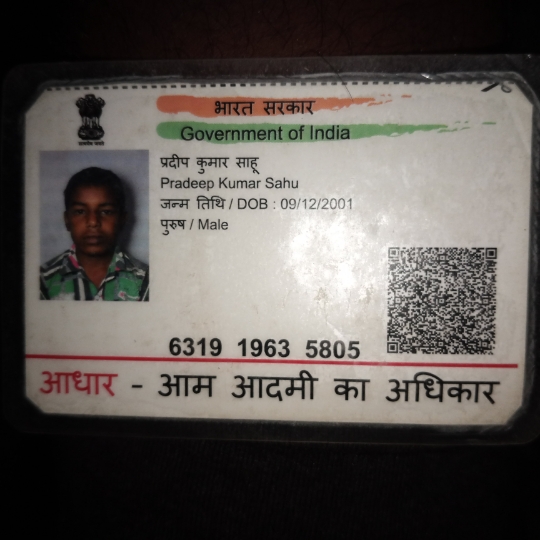 भारत सरकार
Government of India
प्रदीप कुमार साहू
Pradeep Kumar Sahu
जन्म तिथि / DOB : 09/12/2001
पुरुष / Male
6319 1963 5805
आधार - आम आदमी का अधिकार